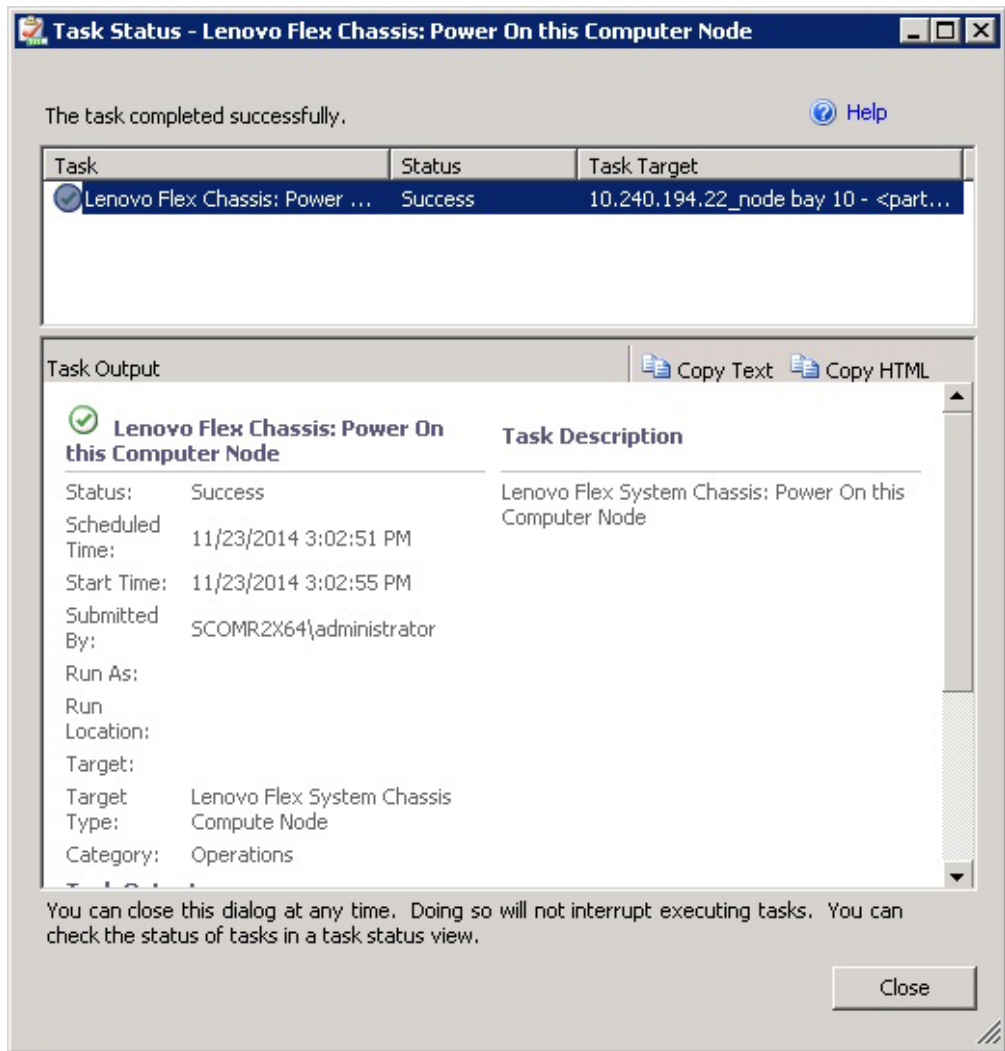 Task Status - Lenovo Flex Chassis: Power On this Computer Node
The task completed successfully.
Help
Task Status Task Target
Lenovo Flex Chassis: Power ... Success 10.240.194.22_node bay 10 - <part...
Task Output
Copy Text Copy HTML
Lenovo Flex Chassis: Power On
this Computer Node
Task Description
Status: Success
Lenovo Flex System Chassis: Power On this
Computer Node
Scheduled
Time: 11/23/2014 3:02:51 PM
Start Time: 11/23/2014 3:02:55 PM
Submitted
By: SCOMR2X64\administrator
Run As:
Run
Location:
Target:
Target
Type: Lenovo Flex System Chassis
Compute Node
Category: Operations
You can close this dialog at any time. Doing so will not interrupt executing tasks. You can
check the status of tasks in a task status view.
Close